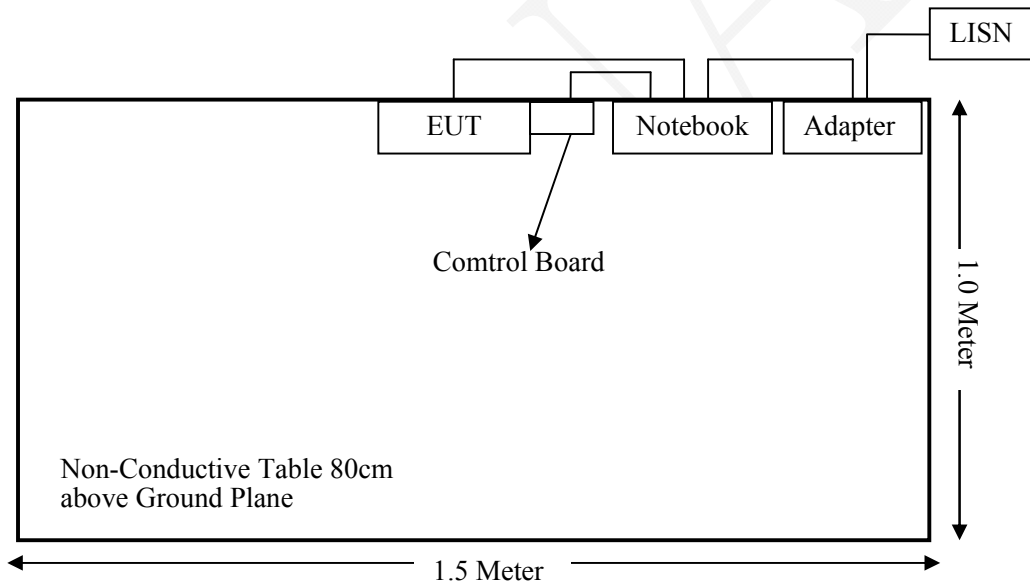 LISN
EUT
Notebook
Adapter
Comtrol Board
1.0 Meter
Non-Conductive Table 80cm
above Ground Plane
1.5 Meter